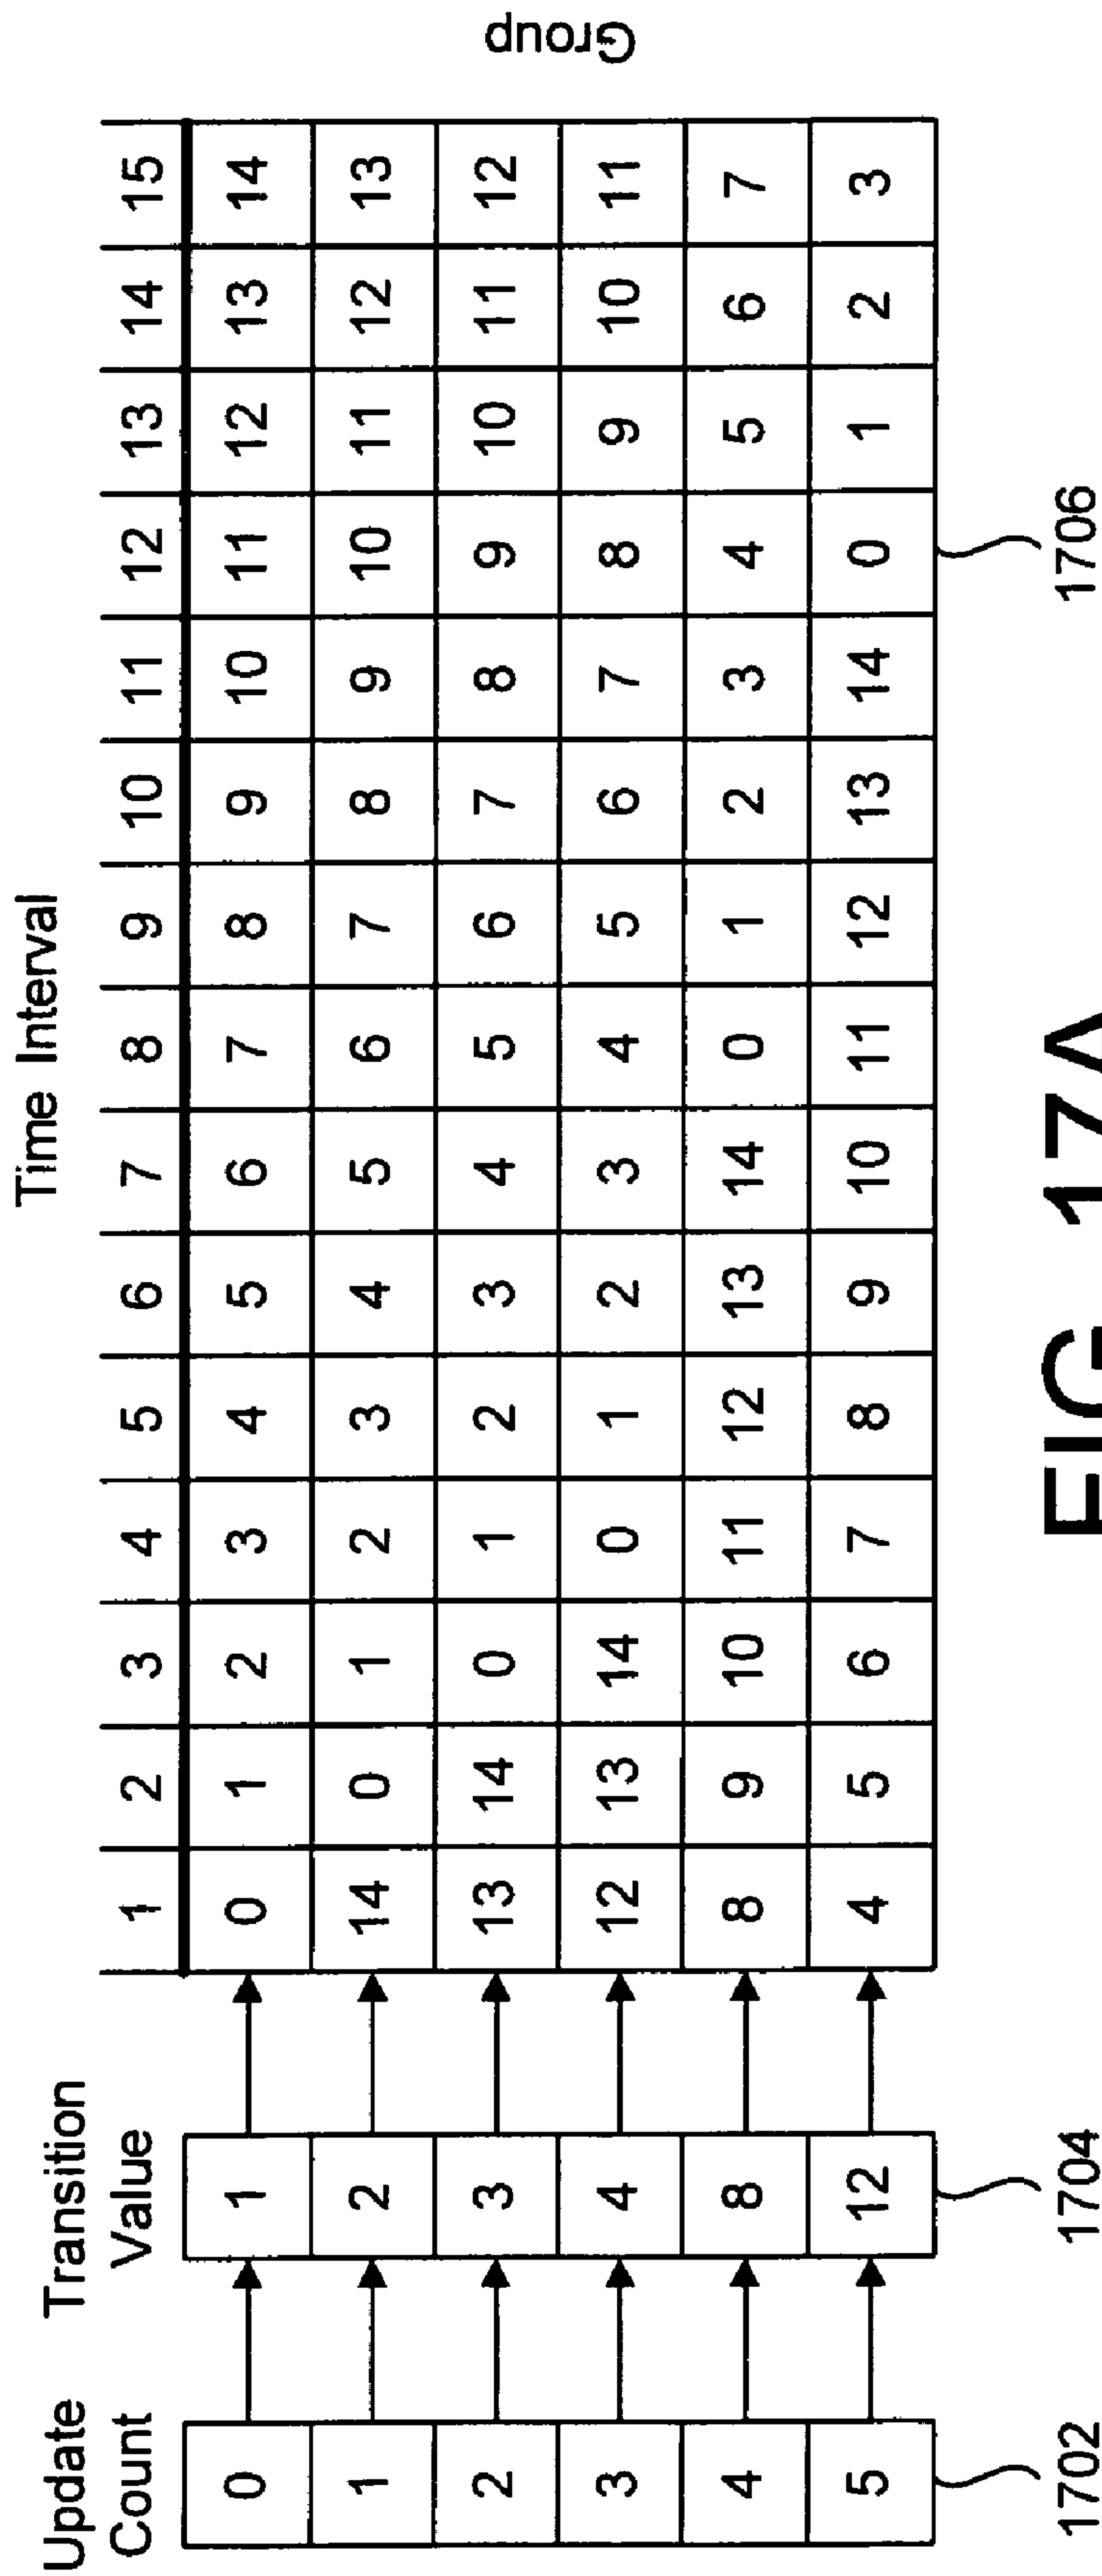 Time Interval
Update Count
Transition Value
1 2 3 4 5 6 7 8 9 10 11 12 13 14 15
0 1 0 1 2 3 4 5 6 7 8 9 10 11 12 13 14
1 2 14 0 1 2 3 4 5 6 7 8 9 10 11 12 13
2 3 13 14 0 1 2 3 4 5 6 7 8 9 10 11 12
3 4 12 13 14 0 1 2 3 4 5 6 7 8 9 10 11
4 8 8 9 10 11 12 13 14 0 1 2 3 4 5 6 7
5 12 4 5 6 7 8 9 10 11 12 13 14 0 1 2 3
Group
1702
1704
1706
FIG. 17A